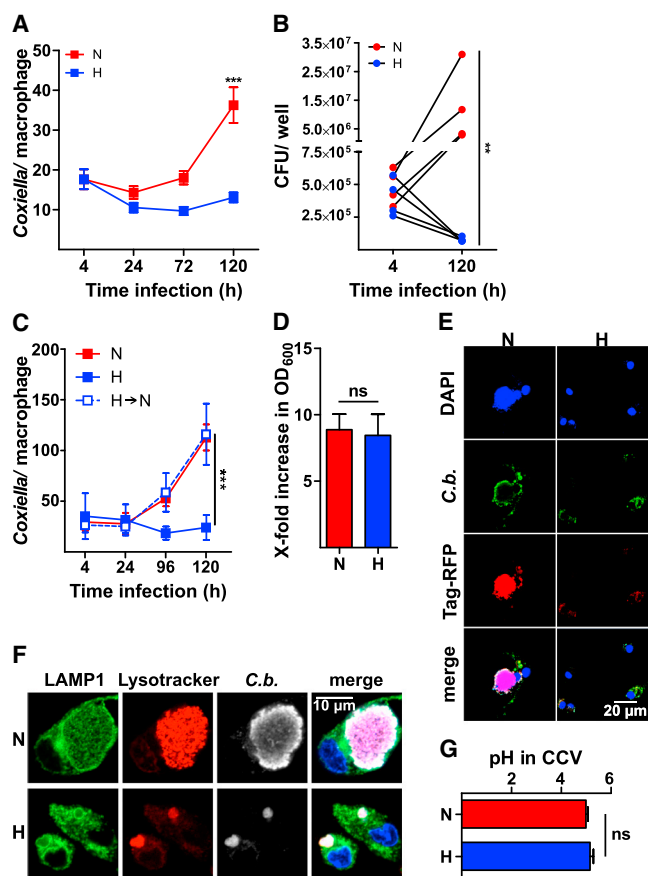 A
50
40
30
20
10
Coxiella/ macrophage
N
H
***
4 24 72 120
Time infection (h)
B
3.5×10⁷
2.5×10⁷
1.5×10⁷
5.0×10⁶
7.5×10⁵
5.0×10⁵
2.5×10⁵
CFU/ well
N
H
**
4 120
Time infection (h)
C
200
150
100
50
Coxiella/ macrophage
N
H
H→N
***
4 24 96 120
Time infection (h)
D
15
10
5
X-fold increase in OD₆₀₀
ns
N H
E
N H
DAPI
C.b.
Tag-RFP
merge
20 µm
F
LAMP1 Lysotracker C.b. merge
10 µm
N
H
G
pH in CCV
2 4 6
N
H
ns